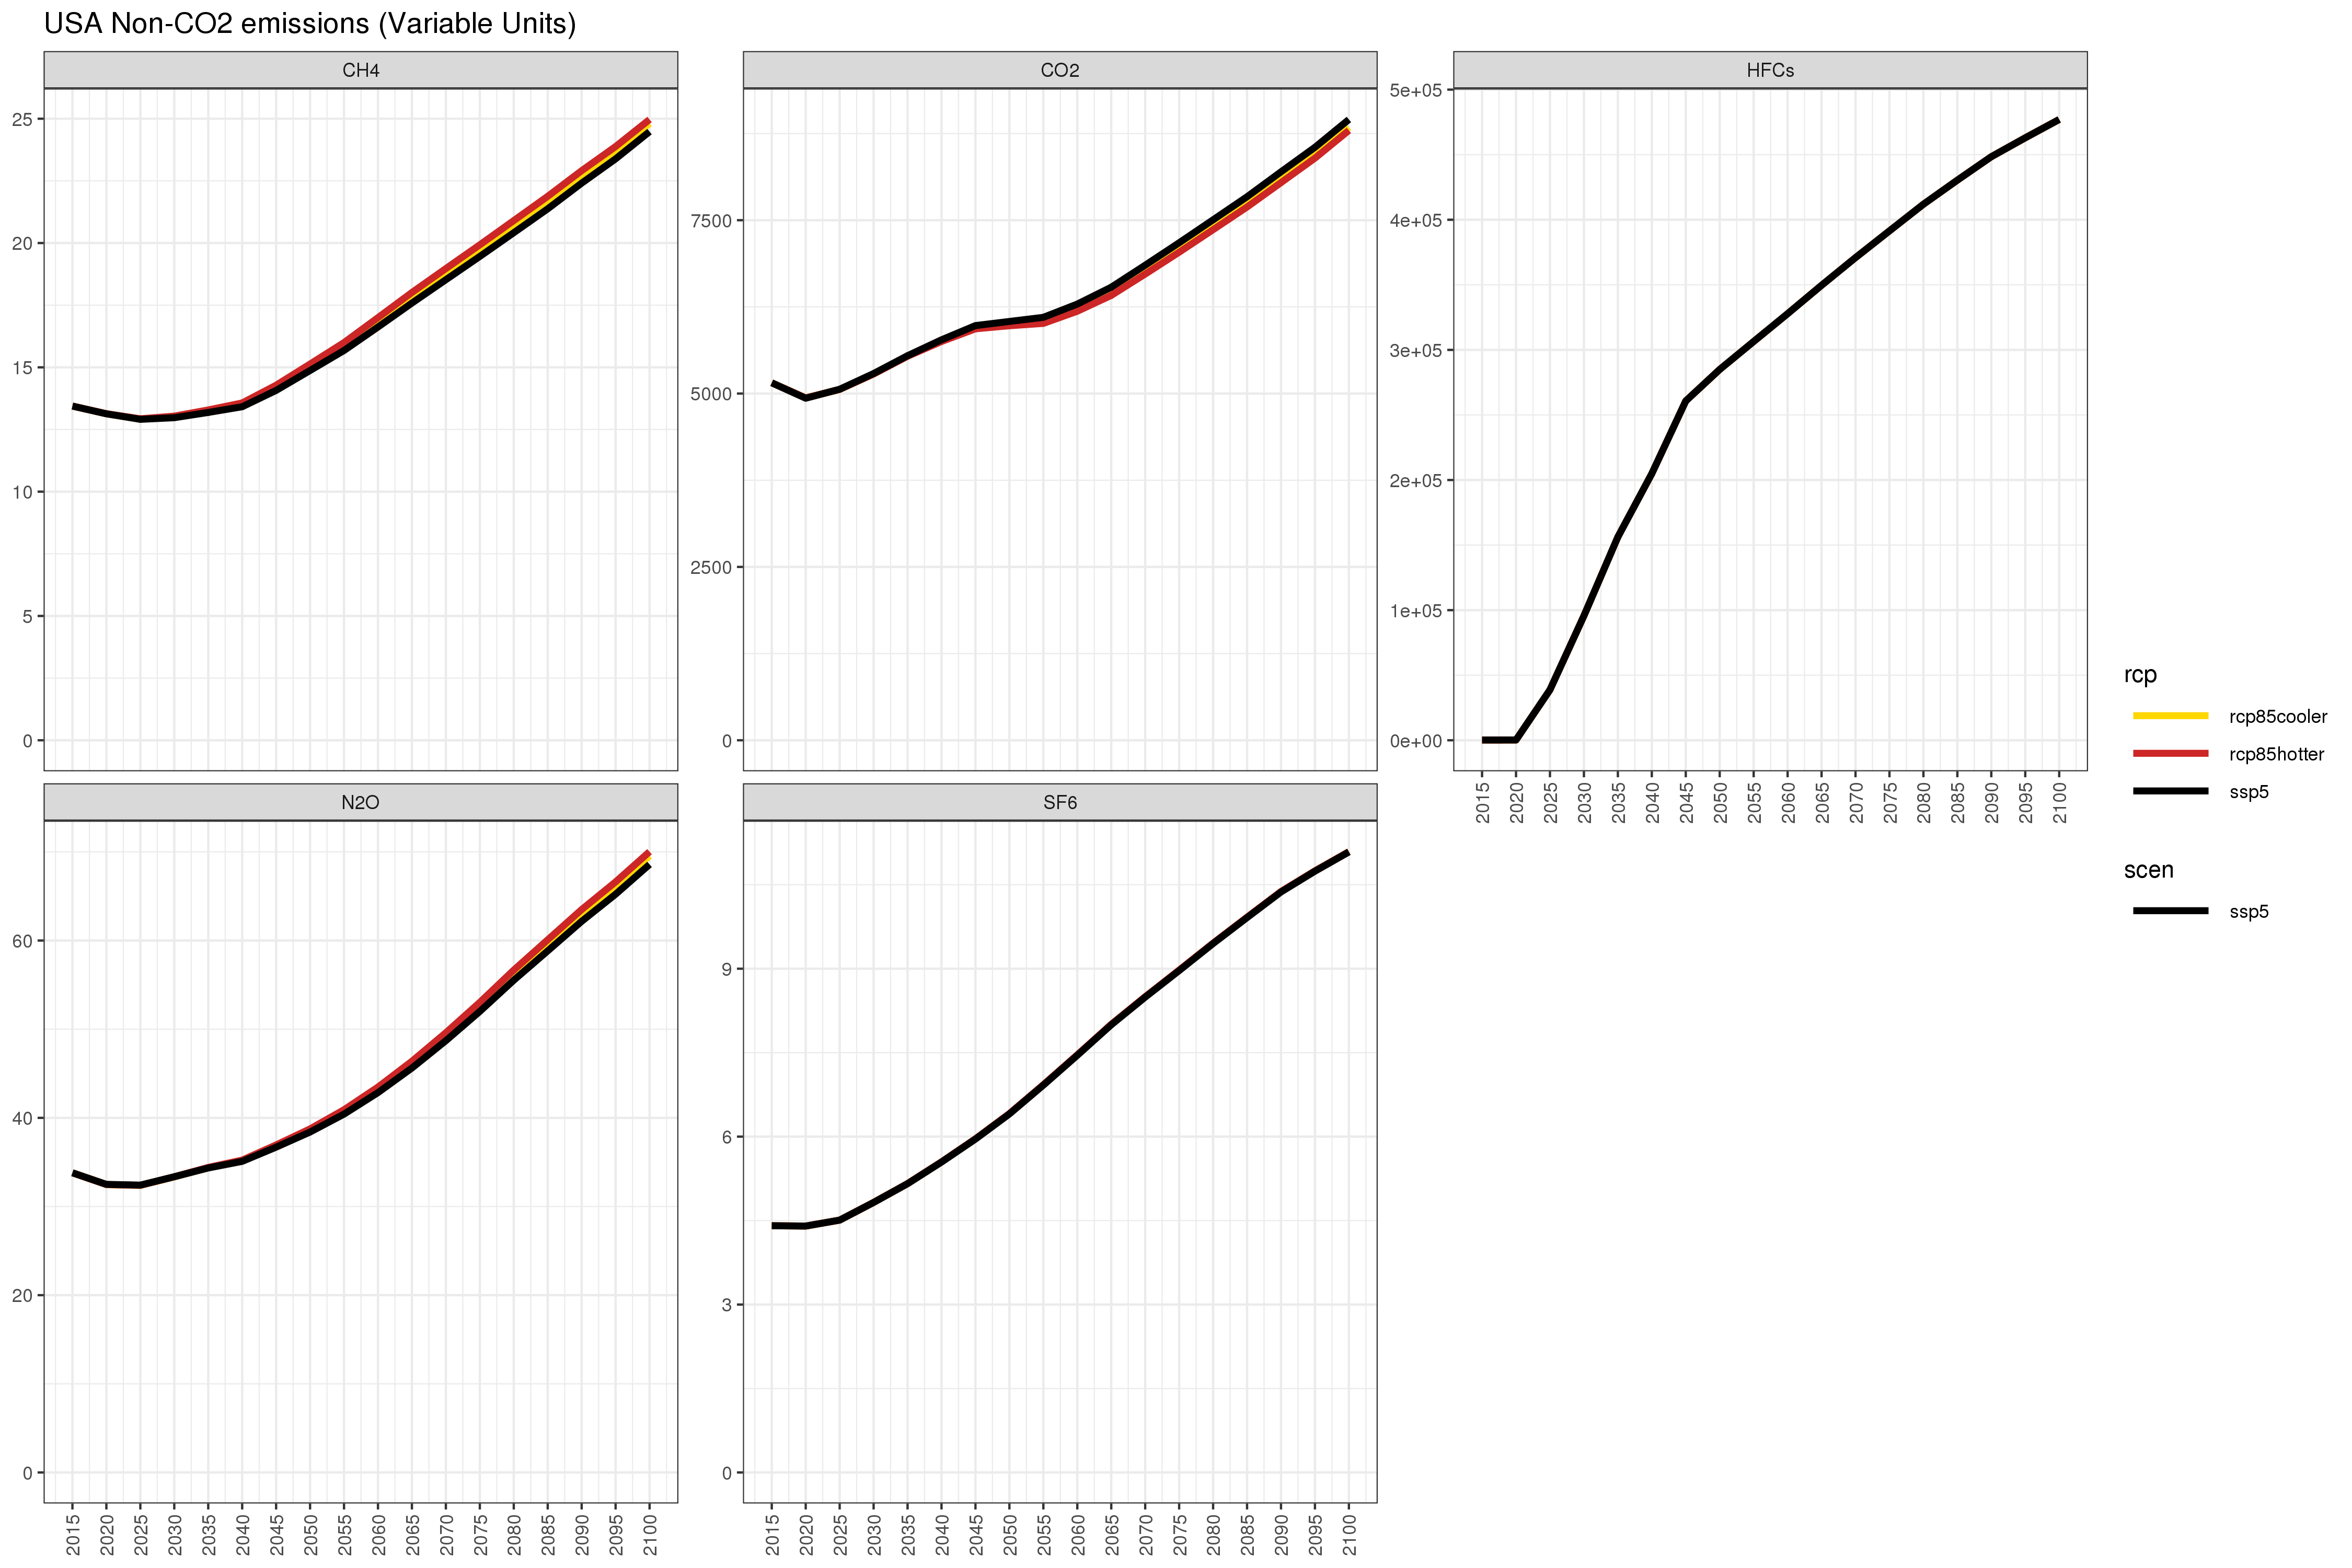 USA Non-CO2 emissions (Variable Units)
CH4
CO2
HFCs
25
20
15
10
5
0
7500
5000
2500
0
5e+05
4e+05
3e+05
2e+05
1e+05
0e+00
2015 2020 2025 2030 2035 2040 2045 2050 2055 2060 2065 2070 2075 2080 2085 2090 2095 2100
N2O
SF6
60
40
20
0
9
6
3
0
2015 2020 2025 2030 2035 2040 2045 2050 2055 2060 2065 2070 2075 2080 2085 2090 2095 2100
2015 2020 2025 2030 2035 2040 2045 2050 2055 2060 2065 2070 2075 2080 2085 2090 2095 2100
rcp
rcp85cooler
rcp85hotter
ssp5
scen
ssp5